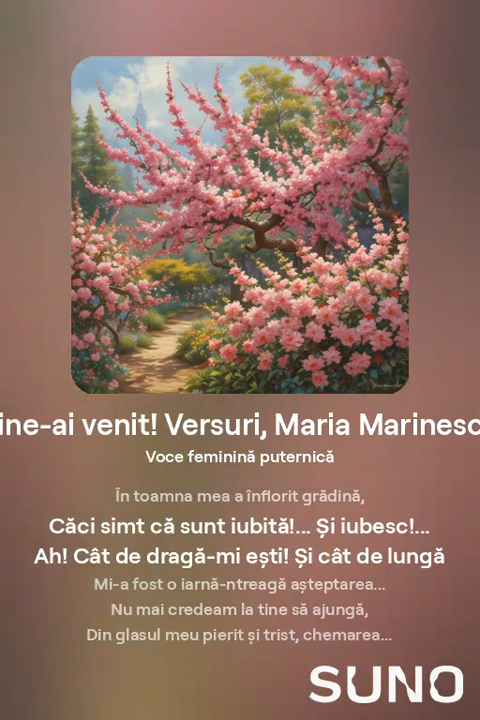 ine-ai venit! Versuri, Maria Marinesc
Voce feminină puternică
În toamna mea a înflorit grădină,
Căci simt că sunt iubită!... Și iubesc!...
Ah! Cât de dragă-mi ești! Și cât de lungă
Mi-a fost o iarnă-ntreagă așteptarea...
Nu mai credeam la tine să ajungă,
Din glasul meu pierit și trist, chemarea...
SUNO